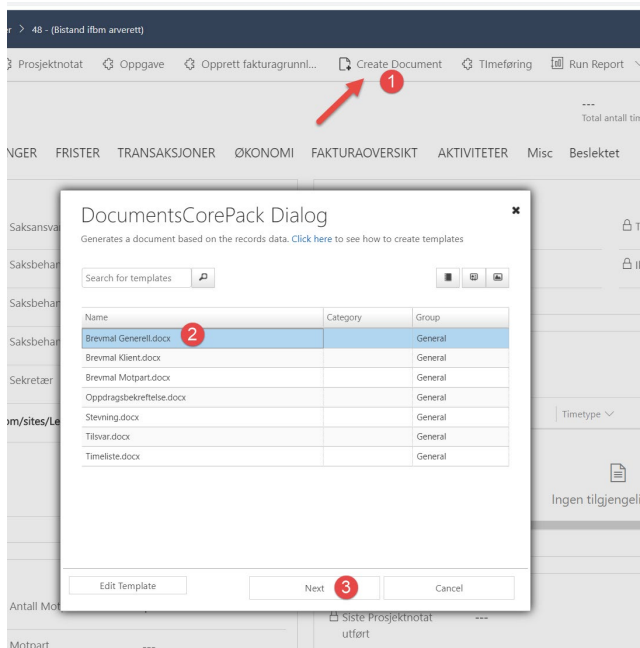 r > 48 - (Bistand ifbm arverett)
Prosjektnotat Oppgave Opprett fakturagrunnl... Create Document TImeføring Run Report
1
---
Total antall tim
NGER FRISTER TRANSAKSJONER ØKONOMI FAKTURAOVERSIKT AKTIVITETER Misc Beslektet
DocumentsCorePack Dialog
Generates a document based on the records data. Click here to see how to create templates
Search for templates
Name Category Group
Brevmal Generell.docx 2 General
Brevmal Klient.docx General
Brevmal Motpart.docx General
Oppdragsbekreftelse.docx General
Stevning.docx General
Tilsvar.docx General
Timeliste.docx General
Edit Template Next 3 Cancel
Saksansva
Saksbehar
Saksbehar
Saksbehar
Sekretær
om/sites/Le
Timetype
Ingen tilgjengeli
Antall Mot
Siste Prosjektnotat ---
utført
Motpart ---